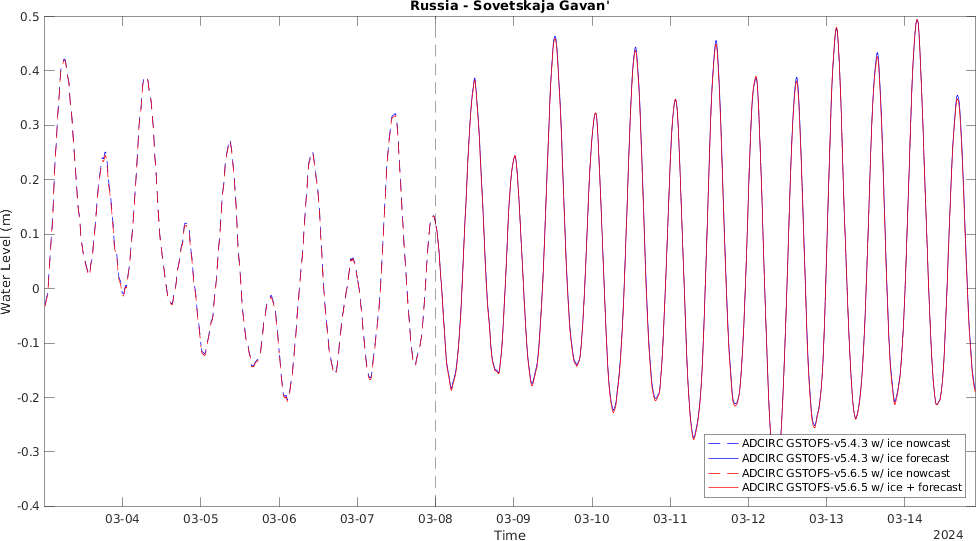 Russia - Sovetskaja Gavan'
Water Level (m)
0.5
0.4
0.3
0.2
0.1
0
-0.1
-0.2
-0.3
-0.4
ADCIRC GSTOFS-v5.4.3 w/ ice nowcast
ADCIRC GSTOFS-v5.4.3 w/ ice forecast
ADCIRC GSTOFS-v5.6.5 w/ ice nowcast
ADCIRC GSTOFS-v5.6.5 w/ ice + forecast
03-04 03-05 03-06 03-07 03-08 03-09 03-10 03-11 03-12 03-13 03-14
Time
2024